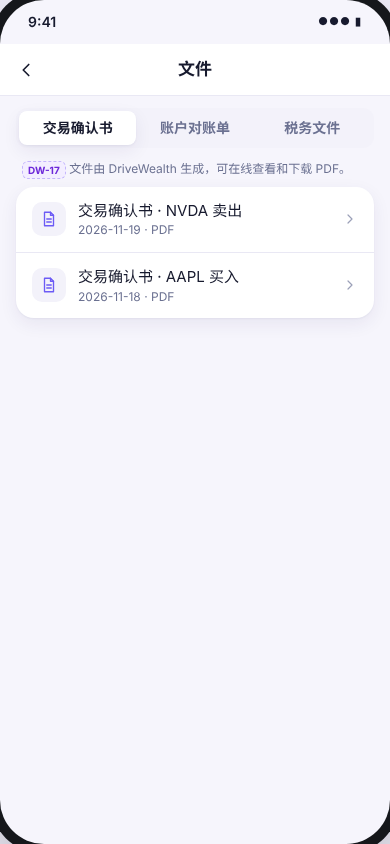 9:41
文件
交易确认书 账户对账单 税务文件
DW-17 文件由 DriveWealth 生成，可在线查看和下载 PDF。
交易确认书 · NVDA 卖出
2026-11-19 · PDF
交易确认书 · AAPL 买入
2026-11-18 · PDF